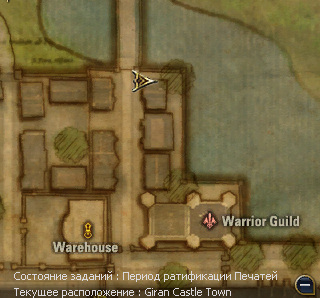 Warrior Guild
Warehouse
Состояние заданий : Период ратификации Печатей
Текущее расположение : Giran Castle Town